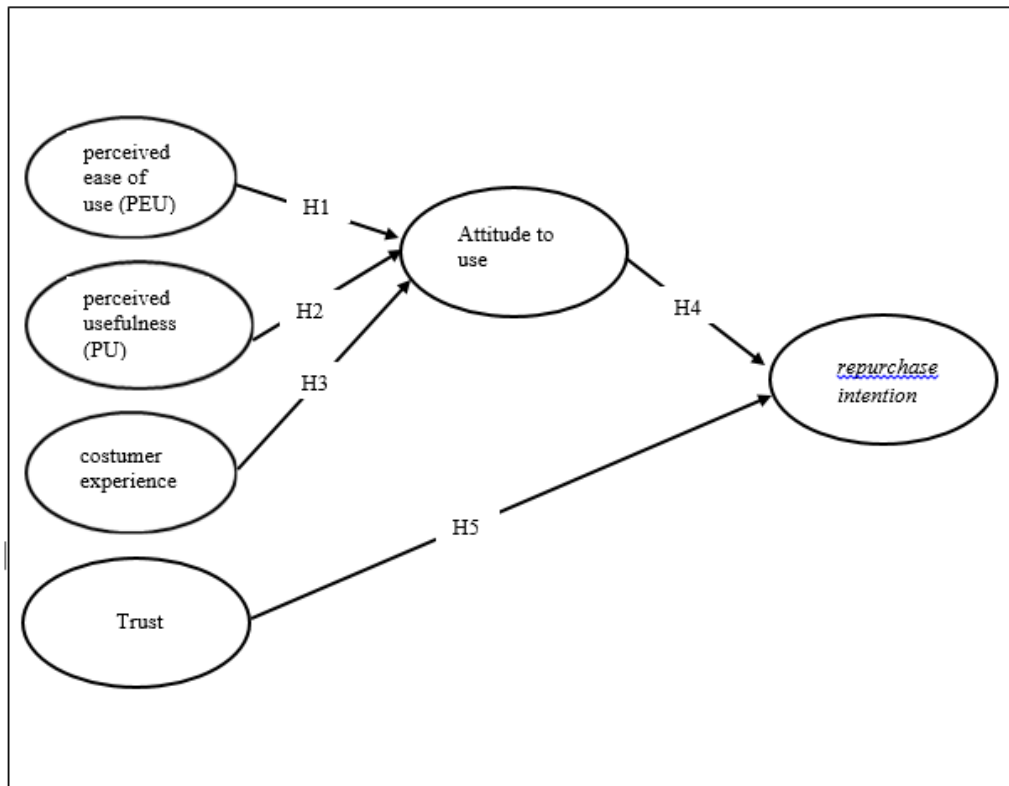 perceived
ease of
use (PEU)
H1
Attitude to
use
perceived
usefulness
(PU)
H2
H4
H3
repurchase
intention
costumer
experience
H5
Trust